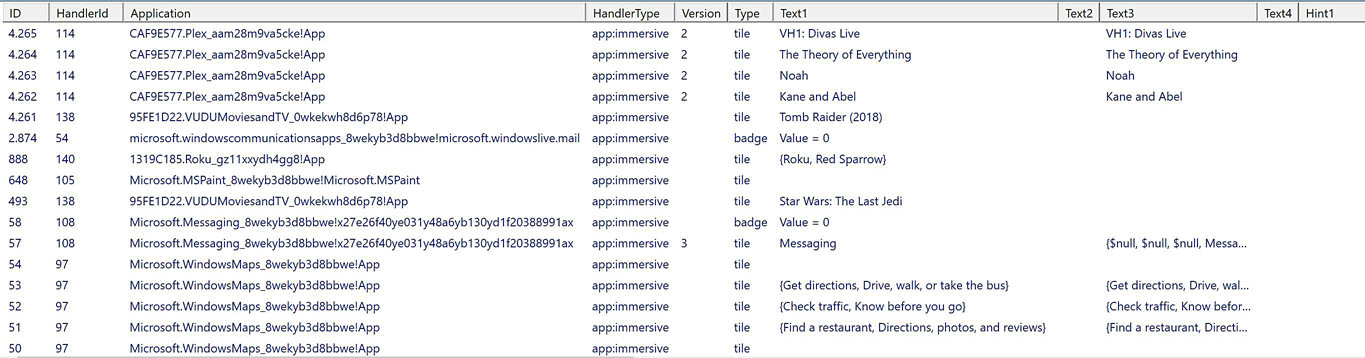 ID HandlerId Application HandlerType Version Type Text1 Text2 Text3 Text4 Hint1
4.265 114 CAF9E577.Plex_aam28m9va5cke!App app:immersive 2 tile VH1: Divas Live VH1: Divas Live
4.264 114 CAF9E577.Plex_aam28m9va5cke!App app:immersive 2 tile The Theory of Everything The Theory of Everything
4.263 114 CAF9E577.Plex_aam28m9va5cke!App app:immersive 2 tile Noah Noah
4.262 114 CAF9E577.Plex_aam28m9va5cke!App app:immersive 2 tile Kane and Abel Kane and Abel
4.261 138 95FE1D22.VUDUMoviesandTV_0wkekwh8d6p78!App app:immersive tile Tomb Raider (2018)
2.874 54 microsoft.windowscommunicationsapps_8wekyb3d8bbwe!microsoft.windowslive.mail app:immersive badge Value = 0
888 140 1319C185.Roku_gz11xxydh4gg8!App app:immersive tile {Roku, Red Sparrow}
648 105 Microsoft.MSPaint_8wekyb3d8bbwe!Microsoft.MSPaint app:immersive tile
493 138 95FE1D22.VUDUMoviesandTV_0wkekwh8d6p78!App app:immersive tile Star Wars: The Last Jedi
58 108 Microsoft.Messaging_8wekyb3d8bbwe!x27e26f40ye031y48a6yb130yd1f20388991ax app:immersive badge Value = 0
57 108 Microsoft.Messaging_8wekyb3d8bbwe!x27e26f40ye031y48a6yb130yd1f20388991ax app:immersive 3 tile Messaging {$null, $null, $null, Messa...
54 97 Microsoft.WindowsMaps_8wekyb3d8bbwe!App app:immersive tile
53 97 Microsoft.WindowsMaps_8wekyb3d8bbwe!App app:immersive tile {Get directions, Drive, walk, or take the bus} {Get directions, Drive, wal...
52 97 Microsoft.WindowsMaps_8wekyb3d8bbwe!App app:immersive tile {Check traffic, Know before you go} {Check traffic, Know befor...
51 97 Microsoft.WindowsMaps_8wekyb3d8bbwe!App app:immersive tile {Find a restaurant, Directions, photos, and reviews} {Find a restaurant, Directi...
50 97 Microsoft.WindowsMaps_8wekyb3d8bbwe!App app:immersive tile